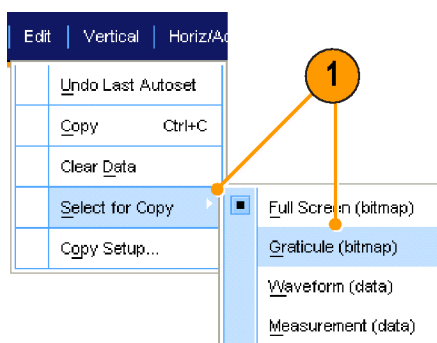 Edit | Vertical | Horiz/Ac
1
Undo Last Autoset
Copy Ctrl+C
Clear Data
Select for Copy
Copy Setup...
Full Screen (bitmap)
Graticule (bitmap)
Waveform (data)
Measurement (data)